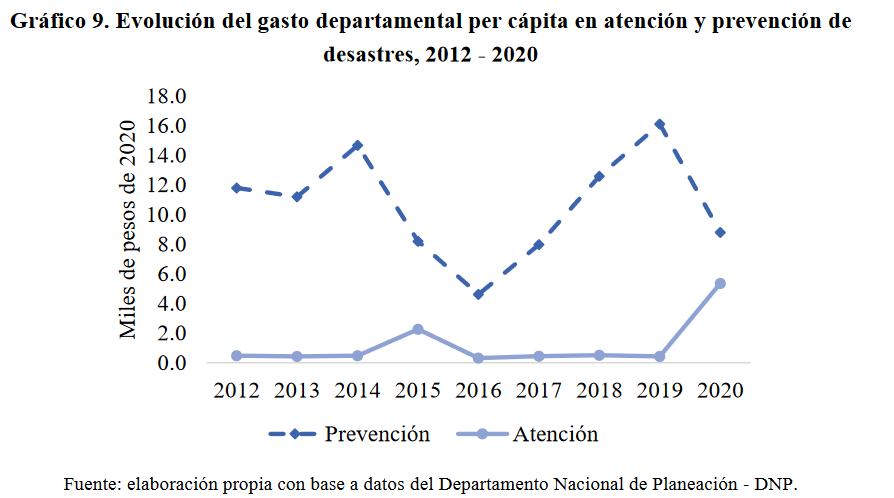 Gráfico 9. Evolución del gasto departamental per cápita en atención y prevención de
desastres, 2012 - 2020
Miles de pesos de 2020
18.0
16.0
14.0
12.0
10.0
8.0
6.0
4.0
2.0
0.0
2012 2013 2014 2015 2016 2017 2018 2019 2020
Prevención Atención
Fuente: elaboración propia con base a datos del Departamento Nacional de Planeación - DNP.